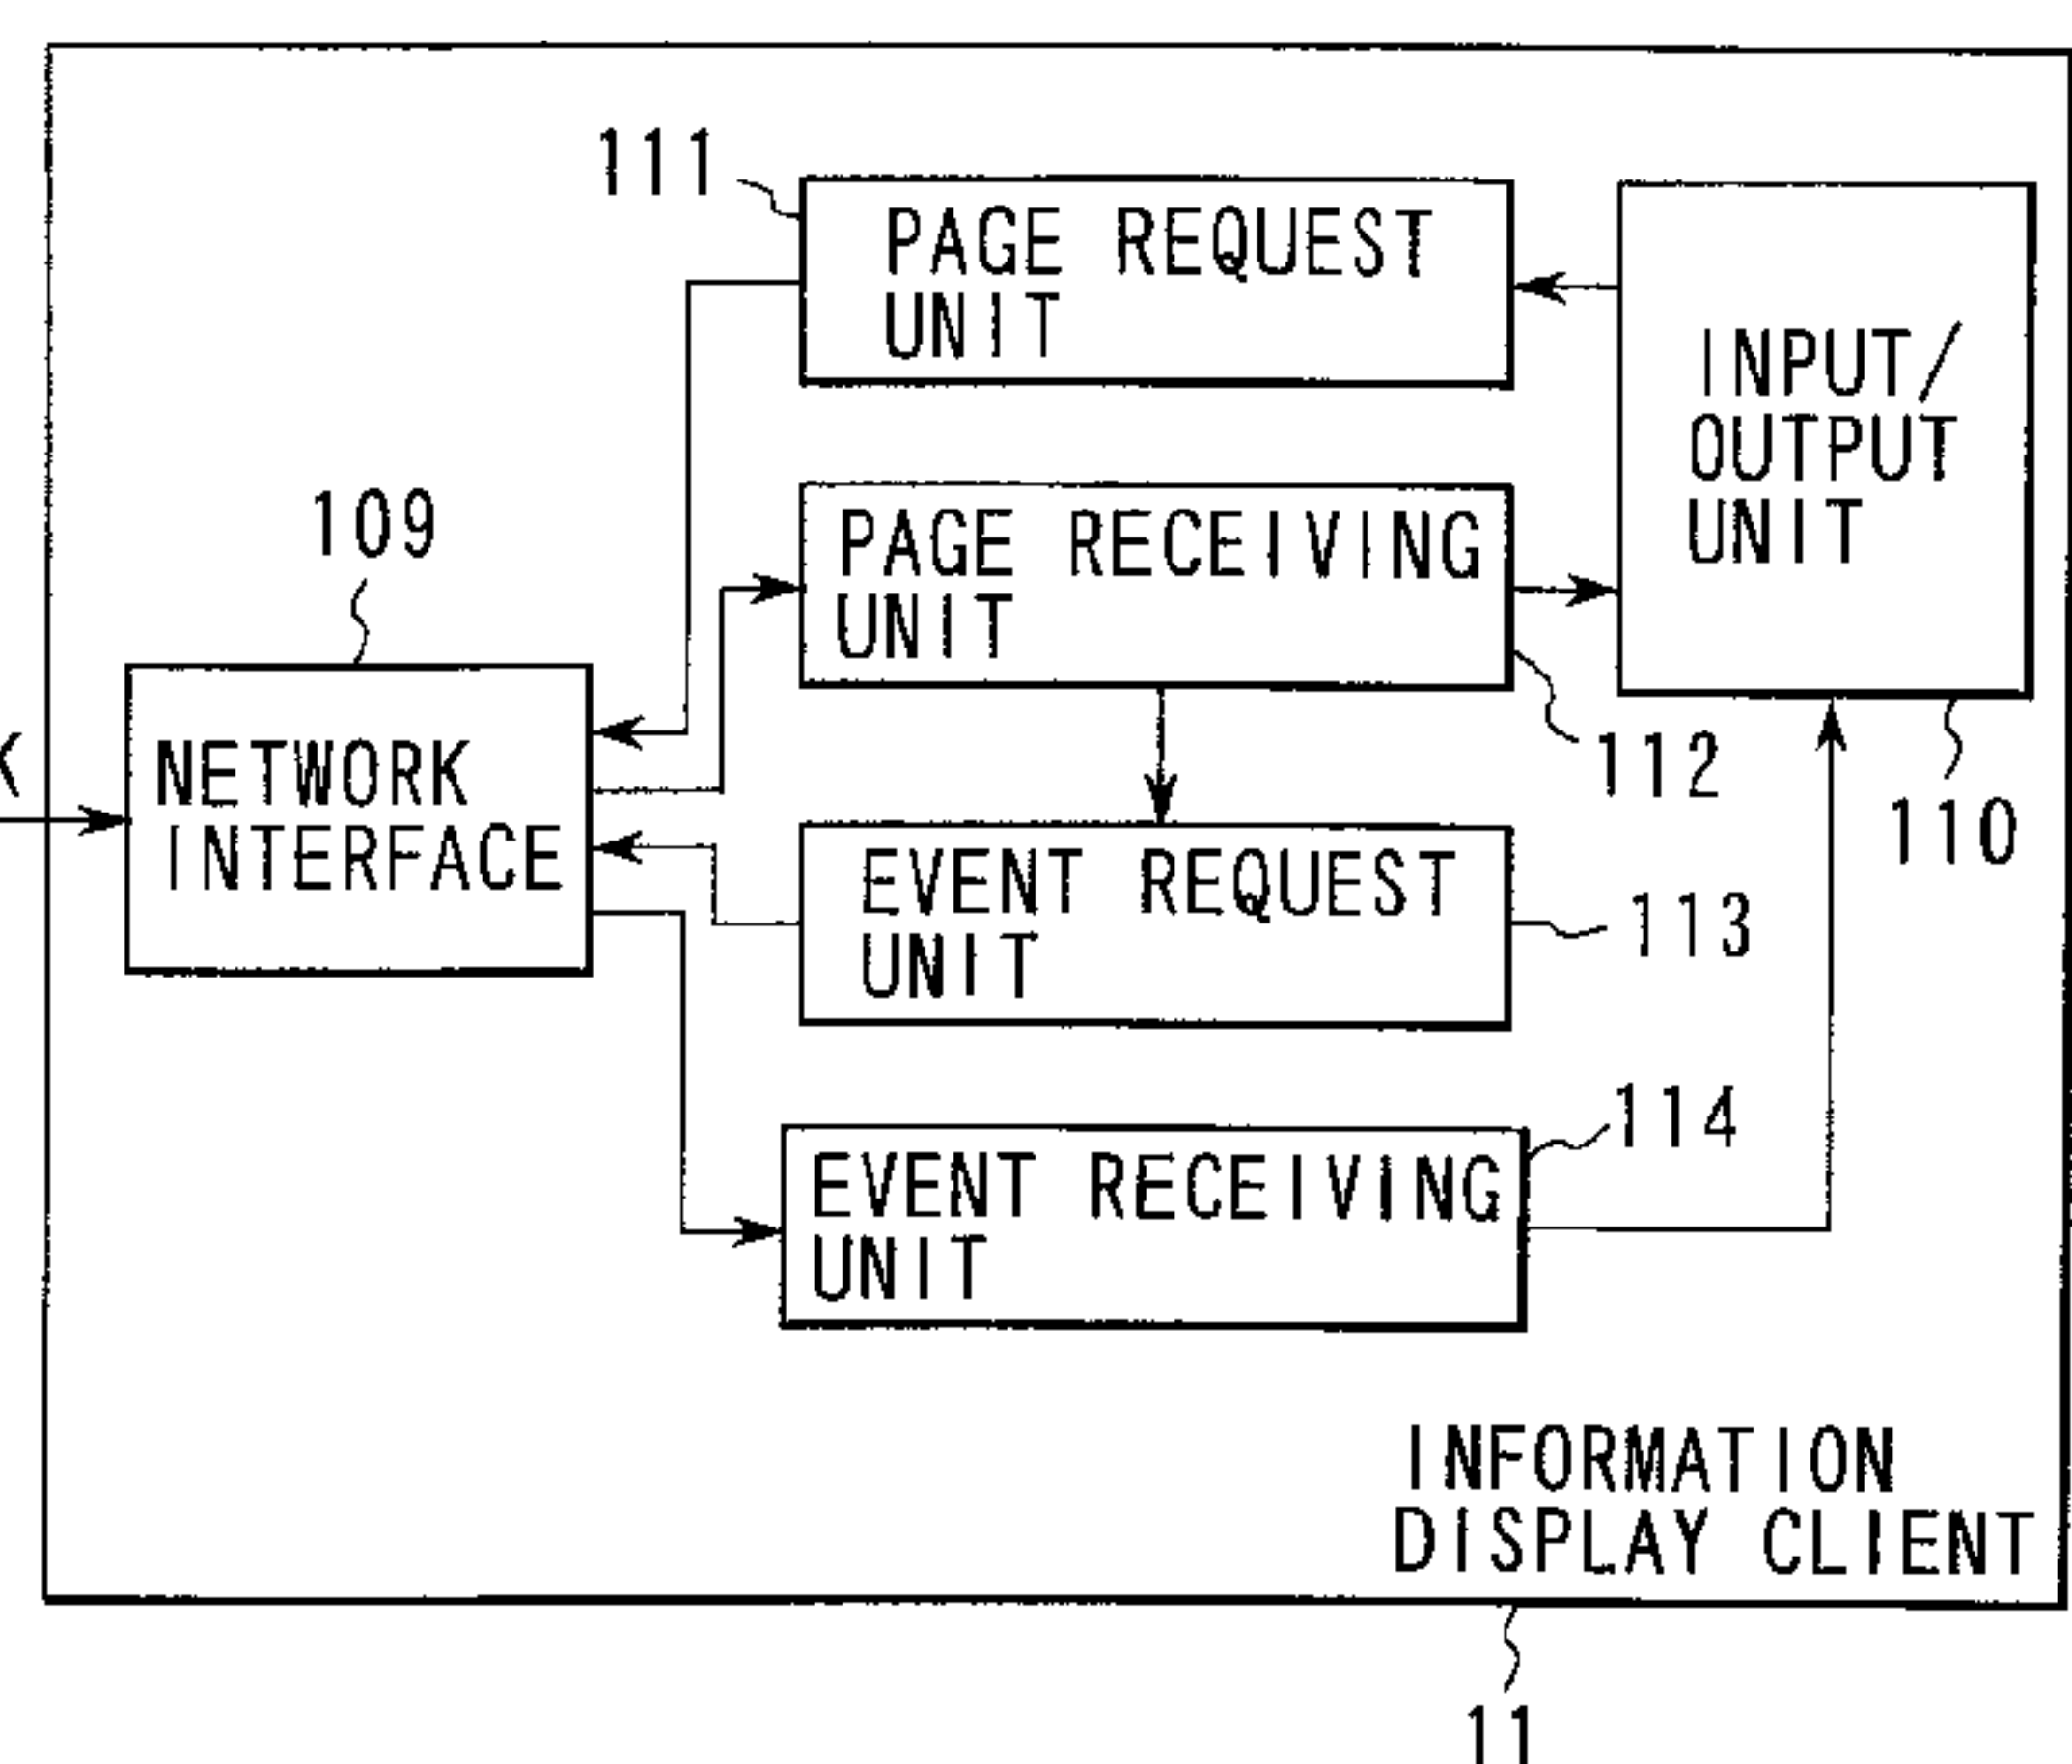 111
PAGE REQUEST
UNIT
INPUT/
OUTPUT
UNIT
109
PAGE RECEIVING
UNIT
112
110
K
NETWORK
INTERFACE
EVENT REQUEST
UNIT
113
114
EVENT RECEIVING
UNIT
INFORMATION
DISPLAY CLIENT
11